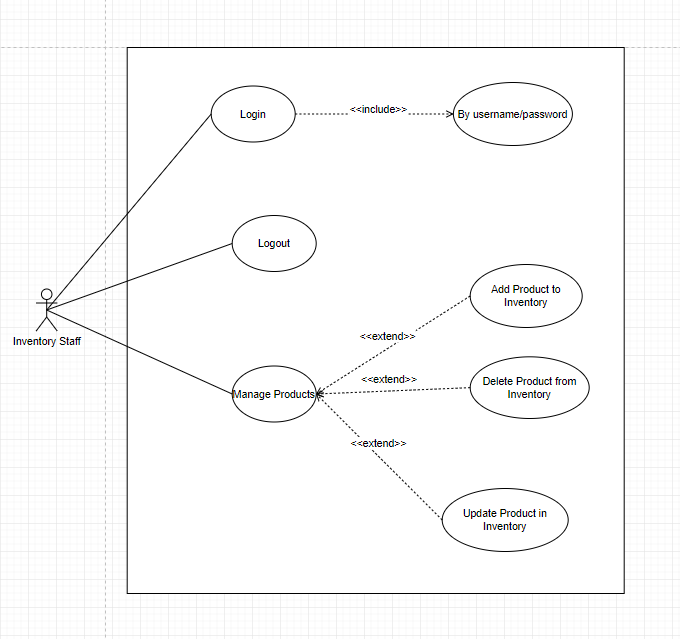 Login
<<include>>
By username/password
Logout
Inventory Staff
Add Product to
Inventory
<<extend>>
<<extend>>
Delete Product from
Inventory
Manage Products
<<extend>>
Update Product in
Inventory